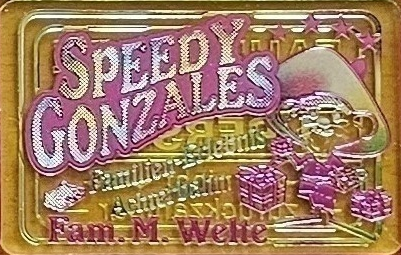 SPEEDY
GONZALES
Familien-Erlebnis
Achter-Bahn
Fam. M. Welte